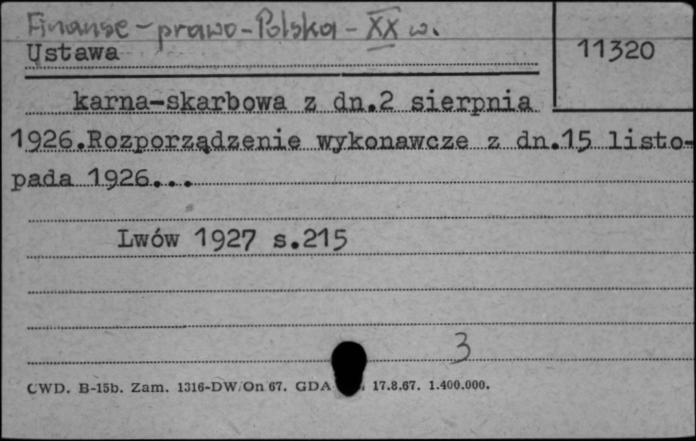 Finanse - prawo - Polska - XX w.
Ustawa
11320
karna-skarbowa z dn.2 sierpnia
1926.Rozporządzenie wykonawcze z dn.15 listo-
pada 1926...
Lwów 1927 s.215
3
CWD. B-15b. Zam. 1316-DW/On 67. GDA 17.8.67. 1.400.000.